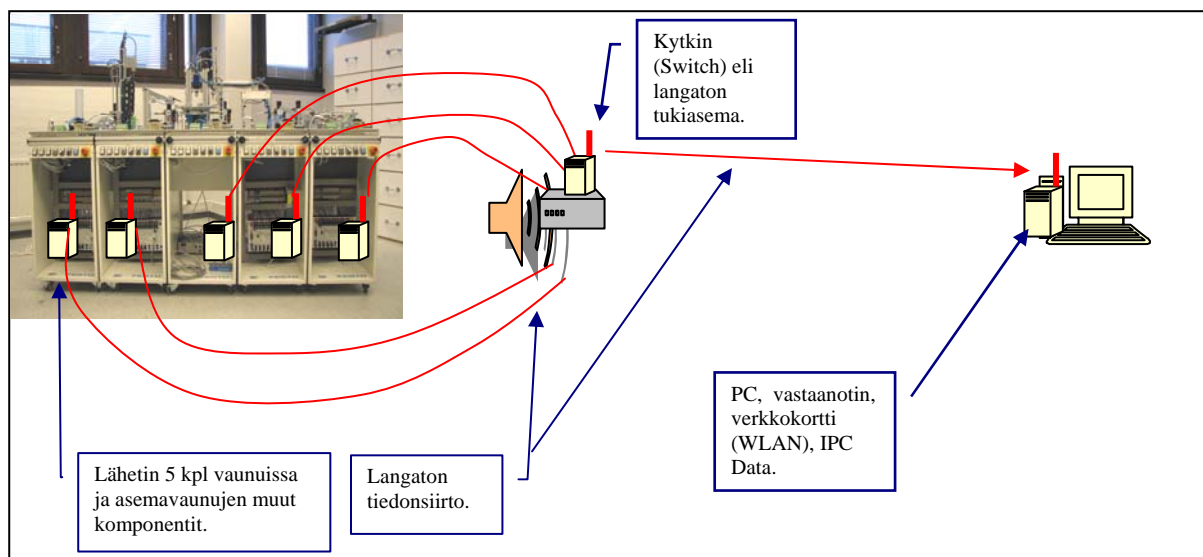 Kytkin
(Switch) eli
langaton
tukiasema.
PC, vastaanotin,
verkkokortti
(WLAN), IPC
Data.
Lähetin 5 kpl vaunuissa
ja asemavaunujen muut
komponentit.
Langaton
tiedonsiirto.